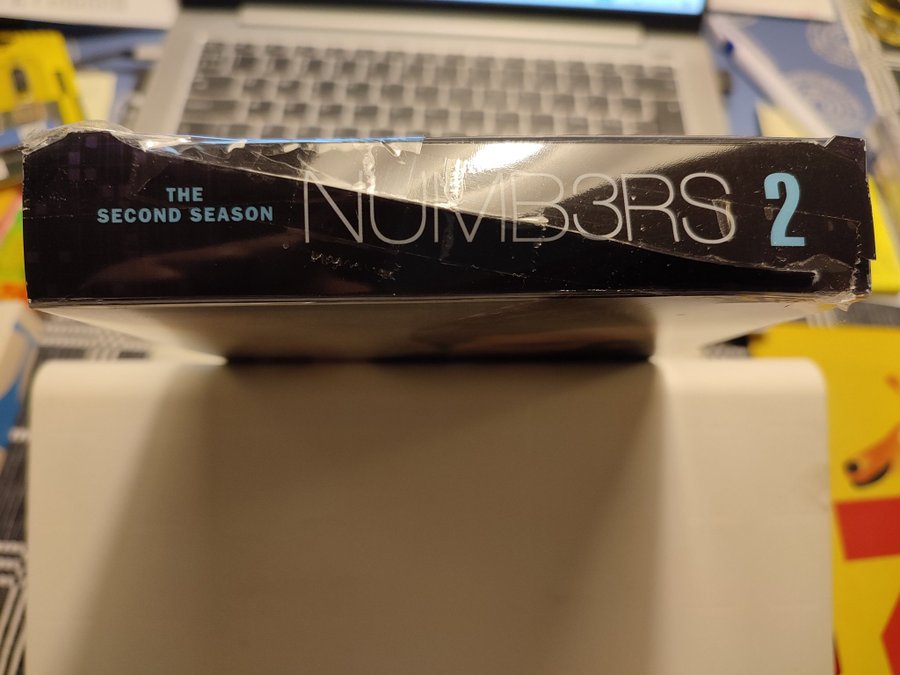 THE
SECOND SEASON
NUMB3RS
2